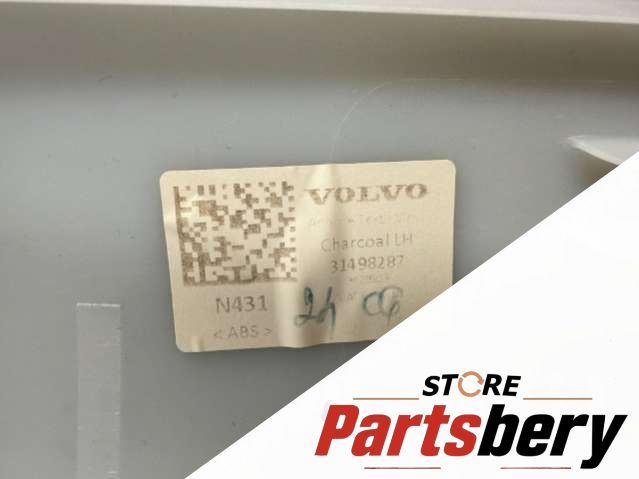 VOLVO
Charcoal LH
31498287
N431
< ABS >
STORE
Partsbery